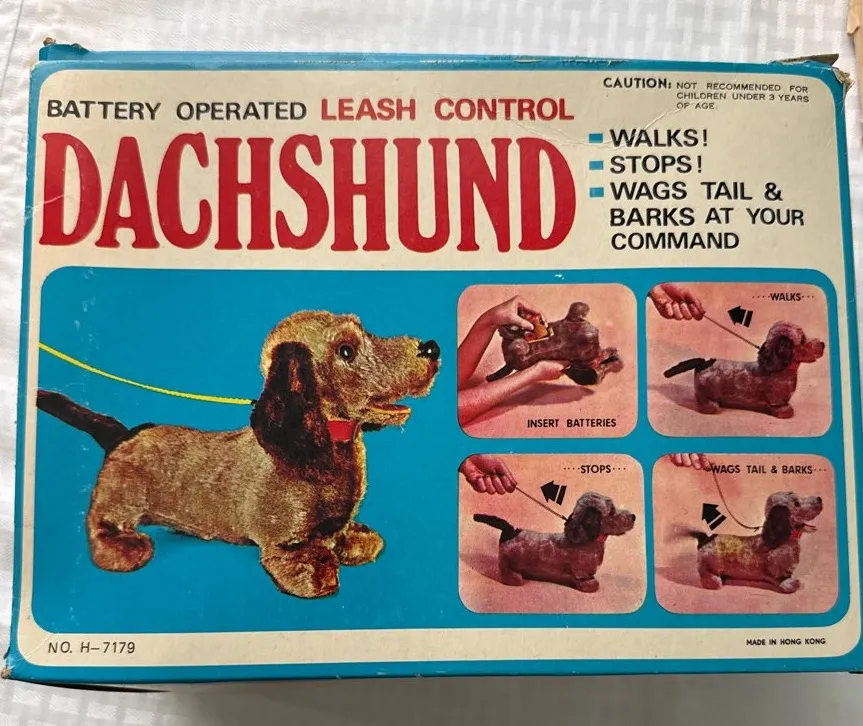 CAUTION: NOT RECOMMENDED FOR
CHILDREN UNDER 3 YEARS
OF AGE.
BATTERY OPERATED LEASH CONTROL
DACHSHUND
WALKS!
STOPS!
WAGS TAIL &
BARKS AT YOUR
COMMAND
INSERT BATTERIES
····WALKS···
····STOPS···
WAGS TAIL & BARKS···
NO. H-7179
MADE IN HONG KONG